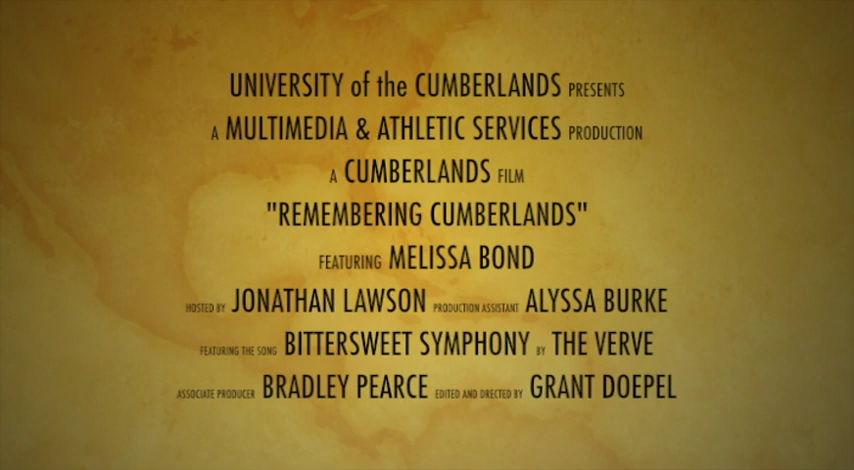 UNIVERSITY of the CUMBERLANDS PRESENTS
A MULTIMEDIA & ATHLETIC SERVICES PRODUCTION
A CUMBERLANDS FILM
"REMEMBERING CUMBERLANDS"
FEATURING MELISSA BOND
HOSTED BY JONATHAN LAWSON PRODUCTION ASSISTANT ALYSSA BURKE
FEATURING THE SONG BITTERSWEET SYMPHONY BY THE VERVE
ASSOCIATE PRODUCER BRADLEY PEARCE EDITED AND DIRECTED BY GRANT DOEPEL